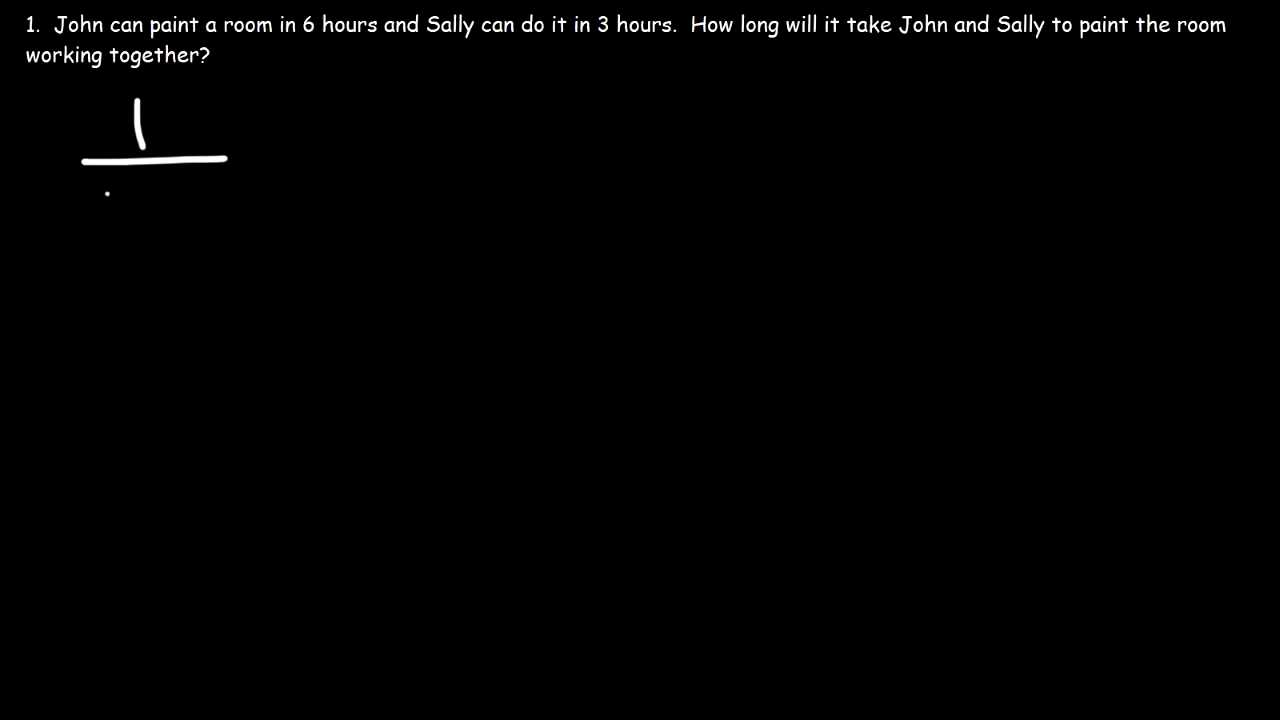 1. John can paint a room in 6 hours and Sally can do it in 3 hours. How long will it take John and Sally to paint the room
working together?
1